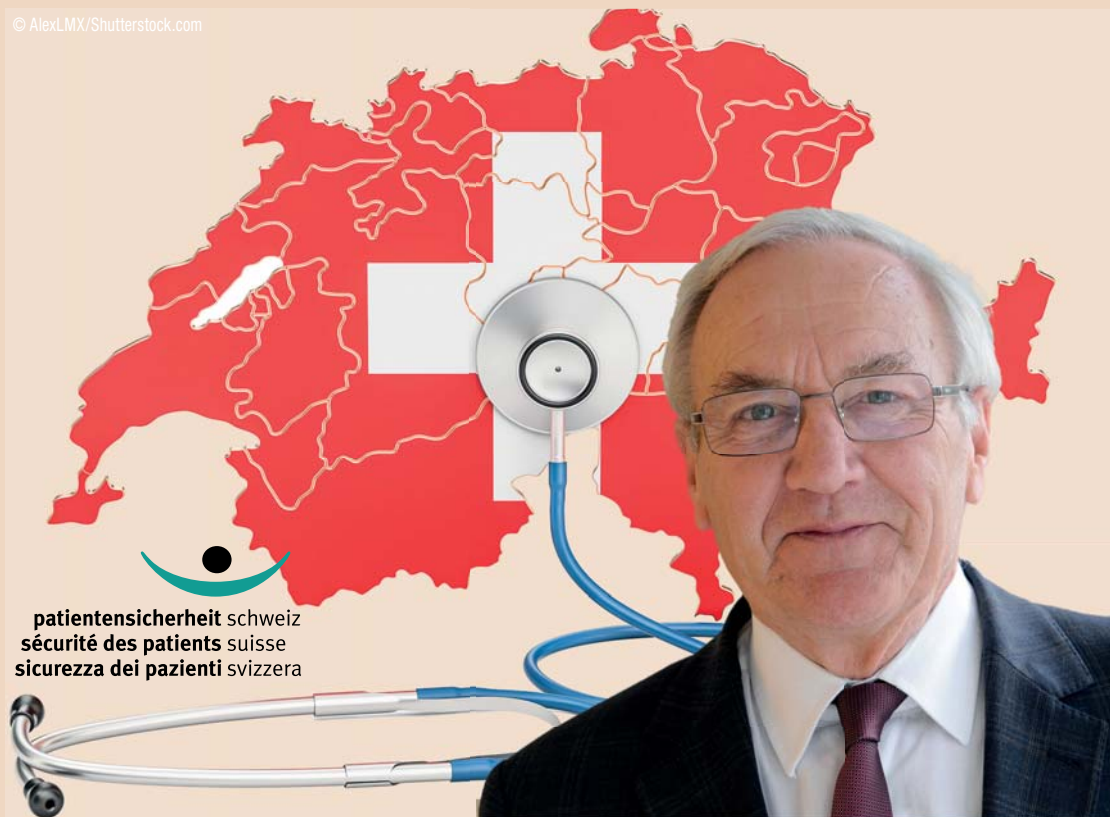 © AlexLMX/Shutterstock.com
patientensicherheit schweiz
sécurité des patients suisse
sicurezza dei pazienti svizzera